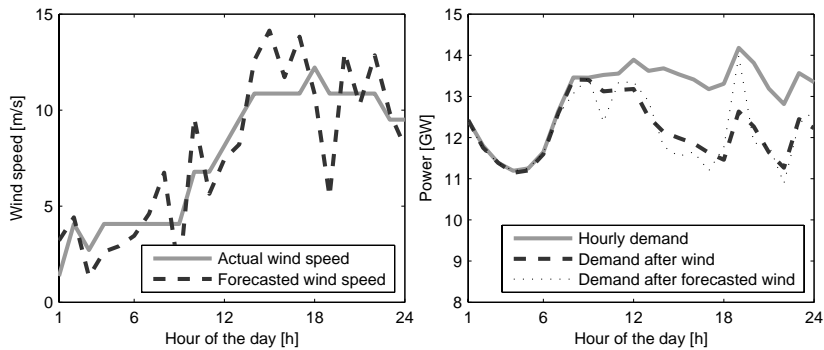 15
10
5
0
Wind speed [m/s]
Actual wind speed
Forecasted wind speed
1 6 12 18 24
Hour of the day [h]
15
14
13
12
11
10
9
8
Power [GW]
Hourly demand
Demand after wind
Demand after forecasted wind
1 6 12 18 24
Hour of the day [h]